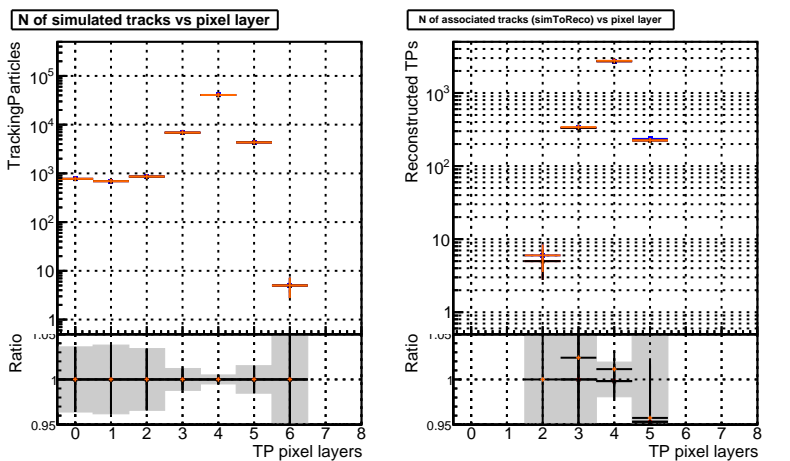 N of simulated tracks vs pixel layer
TrackingParticles
10^5
10^4
10^3
10^2
10
1
Ratio
1.05
1
0.95
0 1 2 3 4 5 6 7 8
TP pixel layers
N of associated tracks (simToReco) vs pixel layer
Reconstructed TPs
10^3
10^2
10
1
Ratio
1.05
1
0.95
0 1 2 3 4 5 6 7 8
TP pixel layers